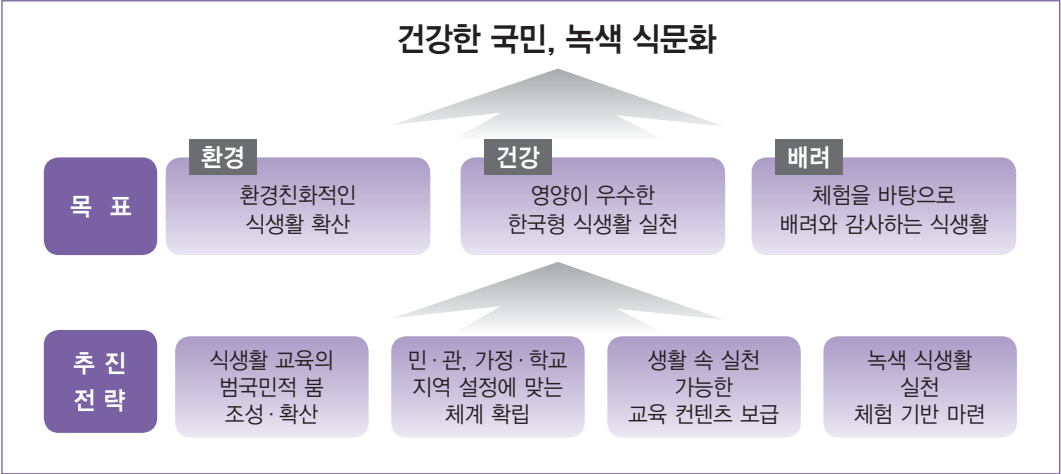 건강한 국민, 녹색 식문화
목 표
환경
환경친화적인
식생활 확산
건강
영양이 우수한
한국형 식생활 실천
배려
체험을 바탕으로
배려와 감사하는 식생활
추 진
전 략
식생활 교육의
범국민적 붐
조성·확산
민·관, 가정·학교
지역 설정에 맞는
체계 확립
생활 속 실천
가능한
교육 컨텐츠 보급
녹색 식생활
실천
체험 기반 마련